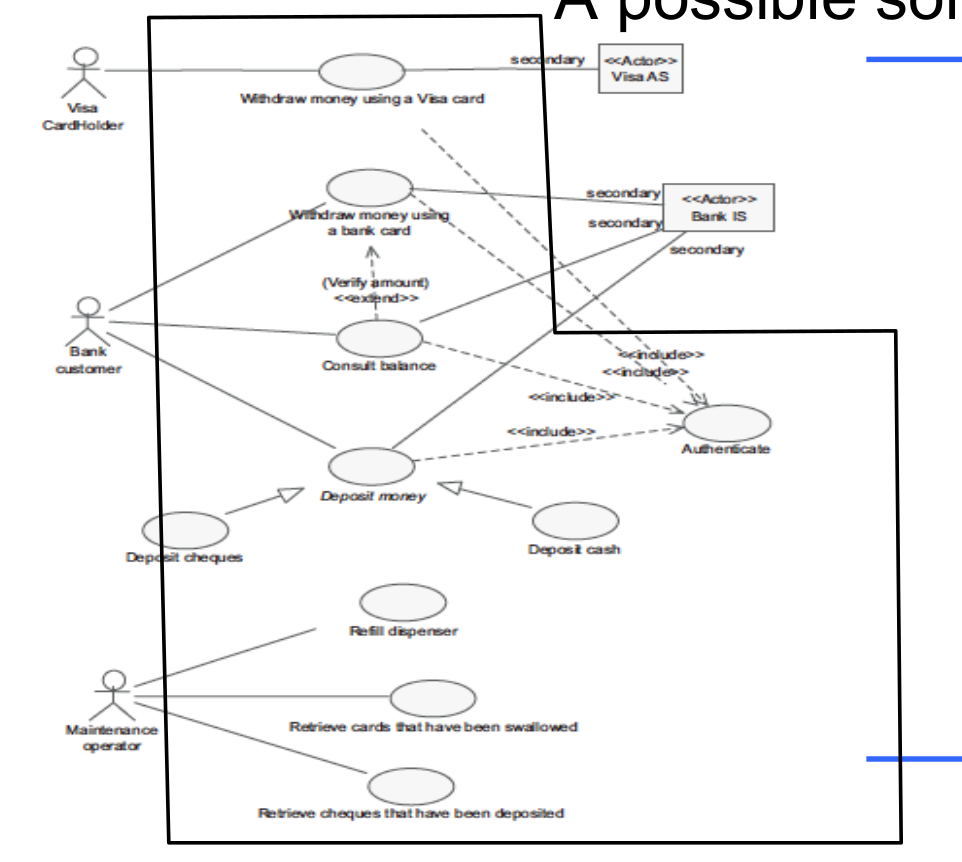 A possible sol
secondary
<<Actor>>
Visa AS
Visa
CardHolder
Withdraw money using a Visa card
secondary
<<Actor>>
Bank IS
secondary
secondary
Withdraw money using
a bank card
(Verify amount)
<<extend>>
Bank
customer
Consult balance
<<include>>
<<include>>
<<include>>
<<include>>
Authenticate
Deposit money
Deposit cheques
Deposit cash
Refill dispenser
Maintenance
operator
Retrieve cards that have been swallowed
Retrieve cheques that have been deposited